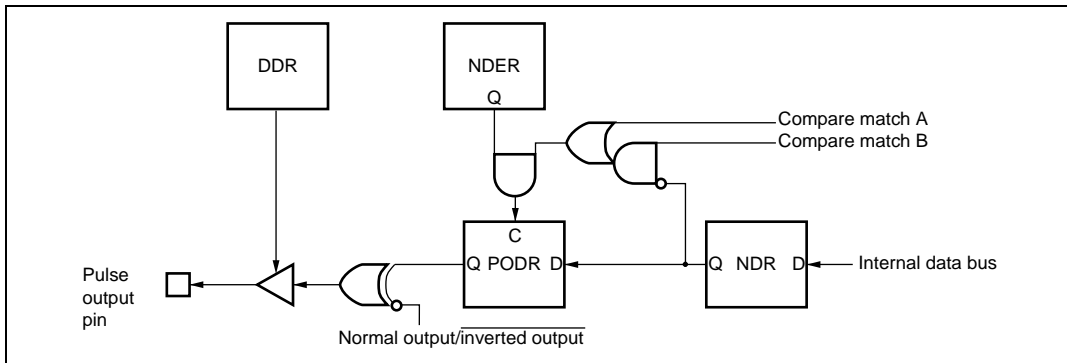 DDR
NDER
Q
Compare match A
Compare match B
C
Q PODR D
Q NDR D
Internal data bus
Pulse
output
pin
Normal output/inverted output